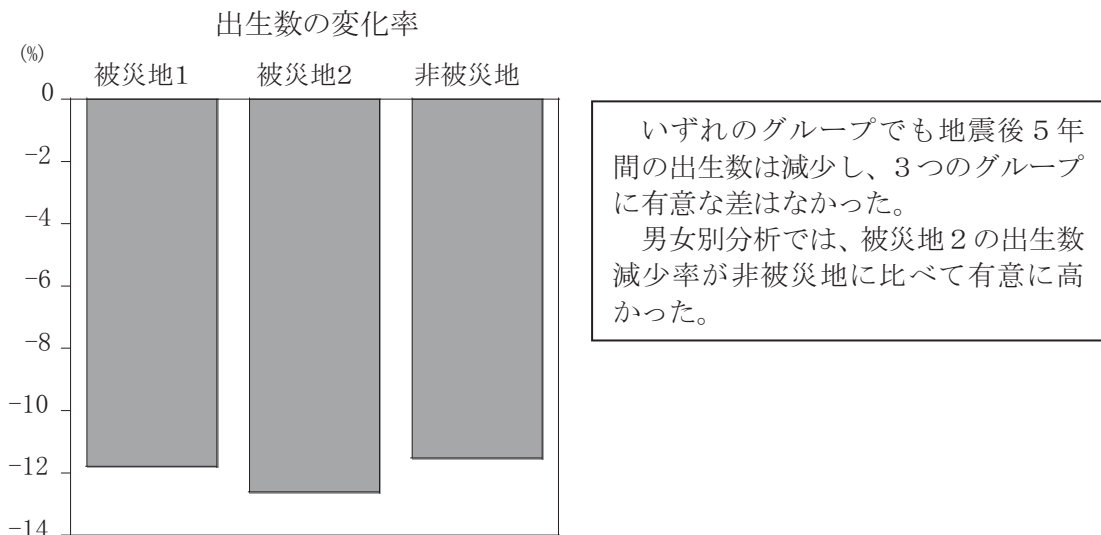 出生数の変化率
(%)
被災地1 被災地2 非被災地
0
-2
-4
-6
-8
-10
-12
-14
いずれのグループでも地震後5年
間の出生数は減少し、3つのグループ
に有意な差はなかった。
男女別分析では、被災地2の出生数
減少率が非被災地に比べて有意に高
かった。